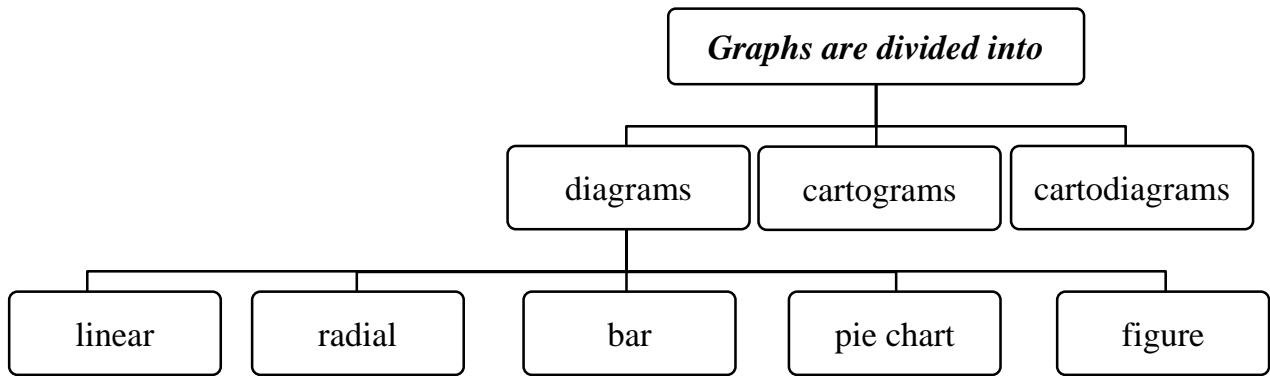 Graphs are divided into
diagrams
cartograms
cartodiagrams
linear
radial
bar
pie chart
figure